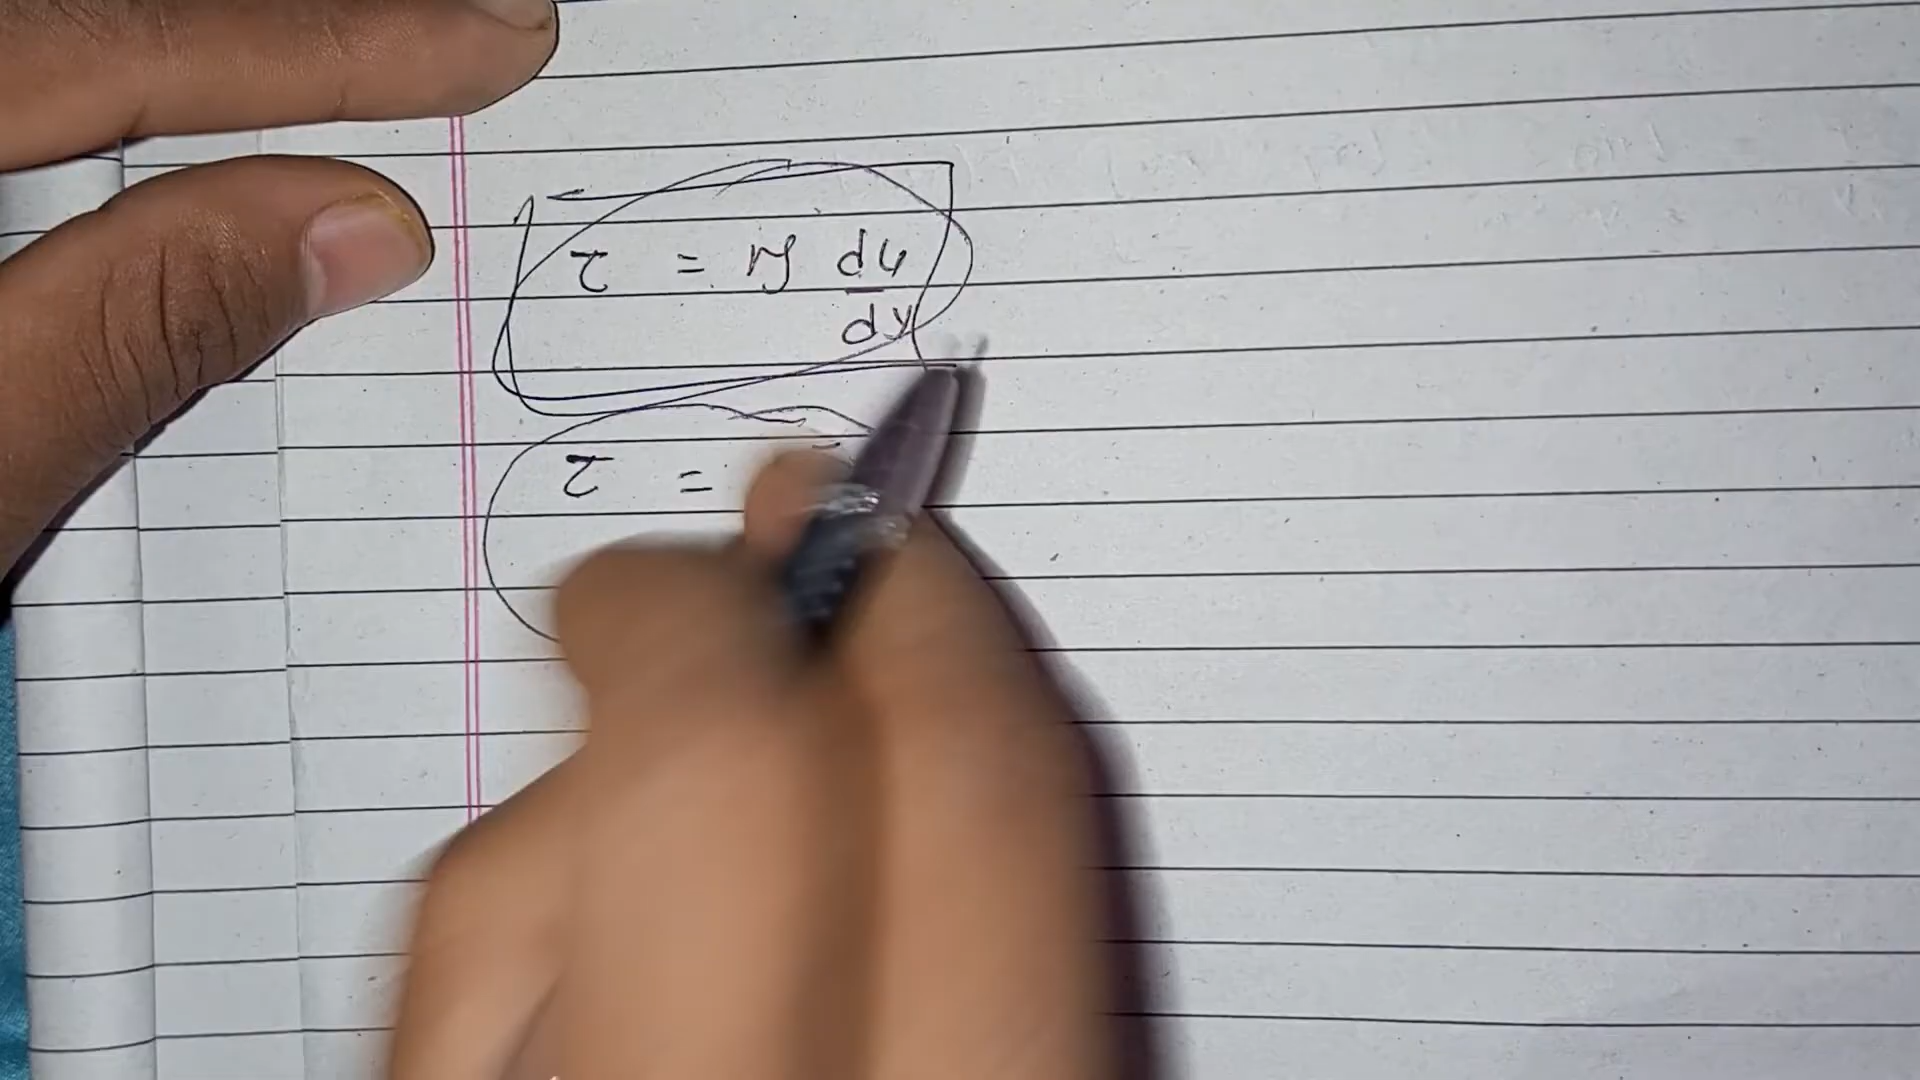 τ = η du
dy
τ =